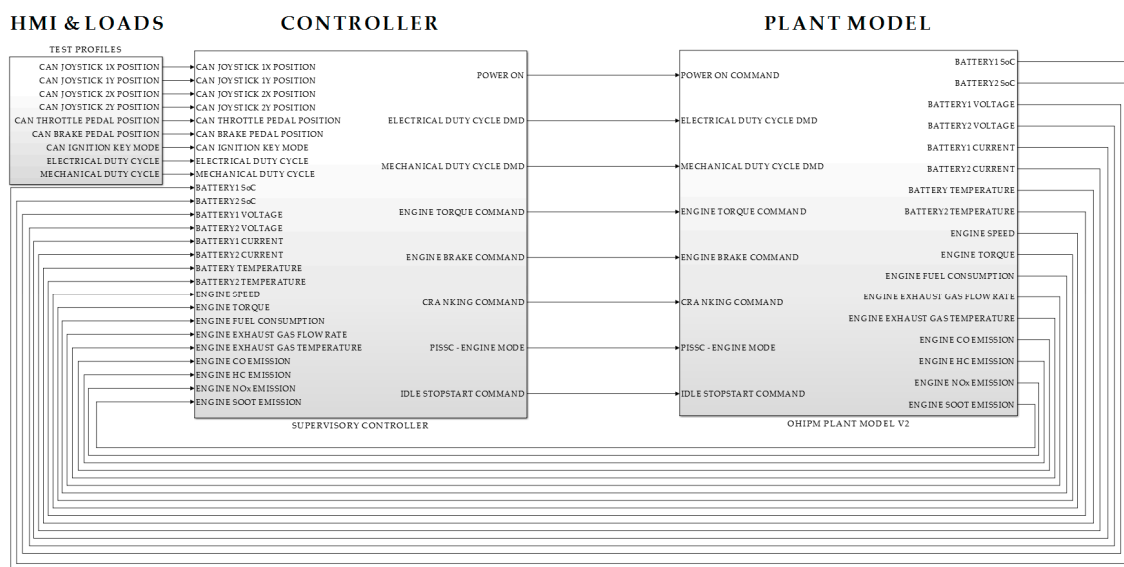 HMI & LOADS
CONTROLLER
PLANT MODEL
TEST PROFILES
CAN JOYSTICK 1X POSITION
CAN JOYSTICK 1Y POSITION
CAN JOYSTICK 2X POSITION
CAN JOYSTICK 2Y POSITION
CAN THROTTLE PEDAL POSITION
CAN BRAKE PEDAL POSITION
CAN IGNITION KEY MODE
ELECTRICAL DUTY CYCLE
MECHANICAL DUTY CYCLE
CAN JOYSTICK 1X POSITION
CAN JOYSTICK 1Y POSITION
CAN JOYSTICK 2X POSITION
CAN JOYSTICK 2Y POSITION
CAN THROTTLE PEDAL POSITION
CAN BRAKE PEDAL POSITION
CAN IGNITION KEY MODE
ELECTRICAL DUTY CYCLE
MECHANICAL DUTY CYCLE
BATTERY1 SoC
BATTERY2 SoC
BATTERY1 VOLTAGE
BATTERY2 VOLTAGE
BATTERY1 CURRENT
BATTERY2 CURRENT
BATTERY TEMPERATURE
BATTERY2 TEMPERATURE
ENGINE SPEED
ENGINE TORQUE
ENGINE FUEL CONSUMPTION
ENGINE EXHAUST GAS FLOW RATE
ENGINE EXHAUST GAS TEMPERATURE
ENGINE CO EMISSION
ENGINE HC EMISSION
ENGINE NOx EMISSION
ENGINE SOOT EMISSION
POWER ON
ELECTRICAL DUTY CYCLE DMD
MECHANICAL DUTY CYCLE DMD
ENGINE TORQUE COMMAND
ENGINE BRAKE COMMAND
CRANKING COMMAND
PISSC - ENGINE MODE
IDLE STOPSTART COMMAND
SUPERVISORY CONTROLLER
POWER ON COMMAND
ELECTRICAL DUTY CYCLE DMD
MECHANICAL DUTY CYCLE DMD
ENGINE TORQUE COMMAND
ENGINE BRAKE COMMAND
CRANKING COMMAND
PISSC - ENGINE MODE
IDLE STOPSTART COMMAND
BATTERY1 SoC
BATTERY2 SoC
BATTERY1 VOLTAGE
BATTERY2 VOLTAGE
BATTERY1 CURRENT
BATTERY2 CURRENT
BATTERY TEMPERATURE
BATTERY2 TEMPERATURE
ENGINE SPEED
ENGINE TORQUE
ENGINE FUEL CONSUMPTION
ENGINE EXHAUST GAS FLOW RATE
ENGINE EXHAUST GAS TEMPERATURE
ENGINE CO EMISSION
ENGINE HC EMISSION
ENGINE NOx EMISSION
ENGINE SOOT EMISSION
OHIPM PLANT MODEL V2